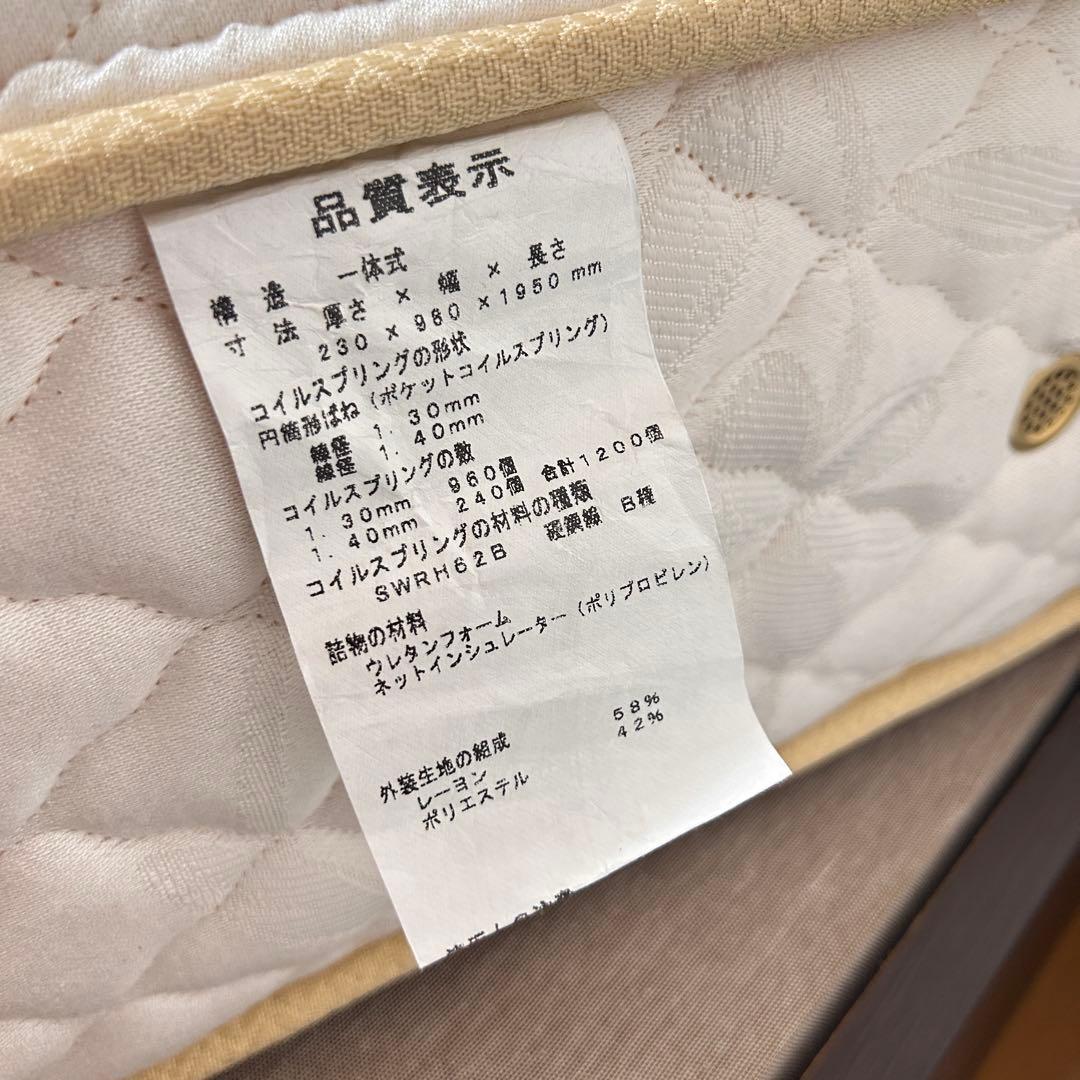 品質表示
構造 一体式
寸法 厚さ × 幅 × 長さ
230 × 980 × 1950 mm
コイルスプリングの形状
円筒形ばね（ポケットコイルスプリング）
線径 1．30mm
線径 1．40mm
コイルスプリングの数
1．30mm 960個
1．40mm 240個 合計1200個
コイルスプリングの材料の種類
SWRH62B 硬鋼線 B種
詰物の材料
ウレタンフォーム
ネットインシュレーター（ポリプロピレン）
外装生地の組成
レーヨン 58%
ポリエステル 42%